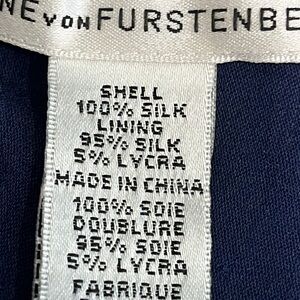 NE VON FURSTENBE
SHELL
100% SILK
LINING
95% SILK
5% LYCRA
MADE IN CHINA
100% SOIE
DOUBLURE
95% SOIE
5% LYCRA
FABRIQUE